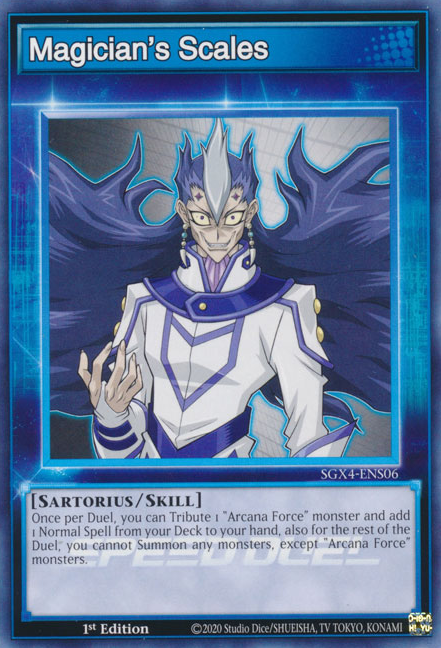 Magician's Scales
SGX4-ENS06
[SARTORIUS/SKILL]
Once per Duel, you can Tribute 1 "Arcana Force" monster and add
1 Normal Spell from your Deck to your hand, also for the rest of the
Duel, you cannot Summon any monsters, except "Arcana Force"
monsters.
SPEED DUEL
1st Edition
©2020 Studio Dice/SHUEISHA, TV TOKYO, KONAMI